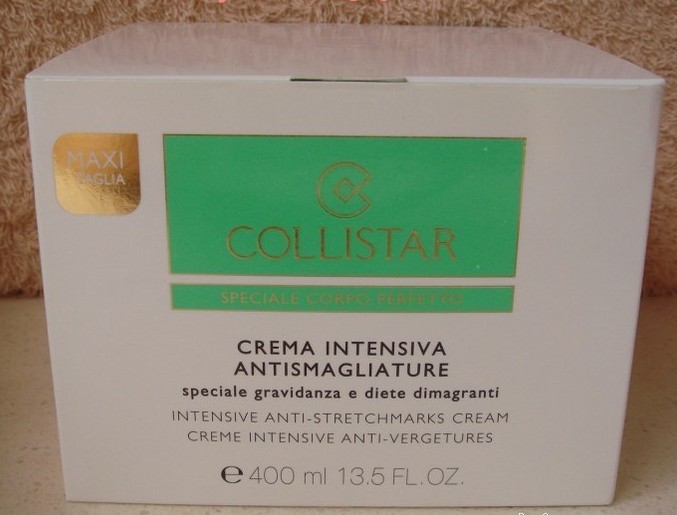 MAXI
TAGLIA
COLLISTAR
SPECIALE CORPO PERFETTO
CREMA INTENSIVA
ANTISMAGLIATURE
speciale gravidanza e diete dimagranti
INTENSIVE ANTI-STRETCHMARKS CREAM
CREME INTENSIVE ANTI-VERGETURES
e 400 ml 13.5 FL.OZ.